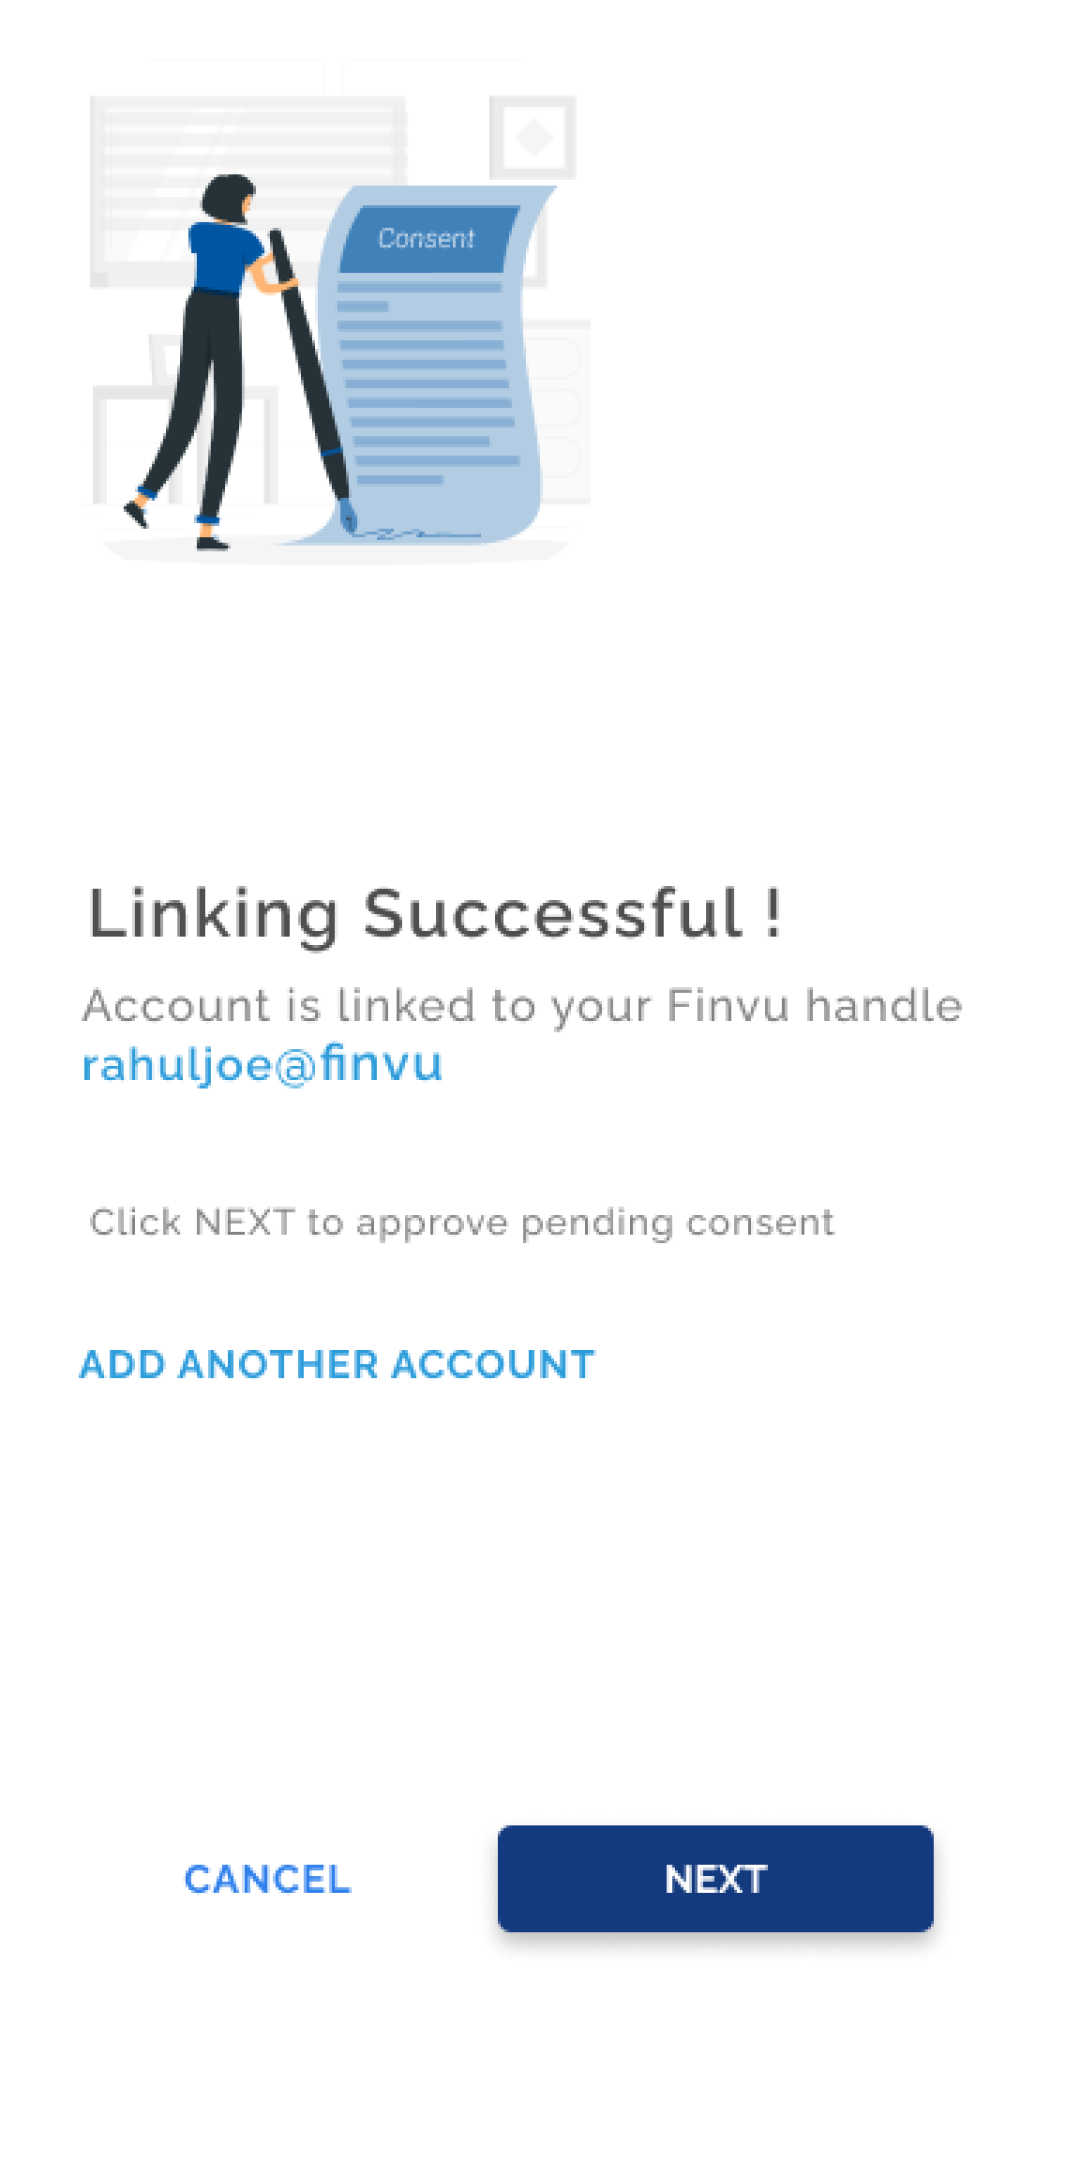 Consent
Linking Successful !
Account is linked to your Finvu handle
rahuljoe@finvu
Click NEXT to approve pending consent
ADD ANOTHER ACCOUNT
CANCEL
NEXT